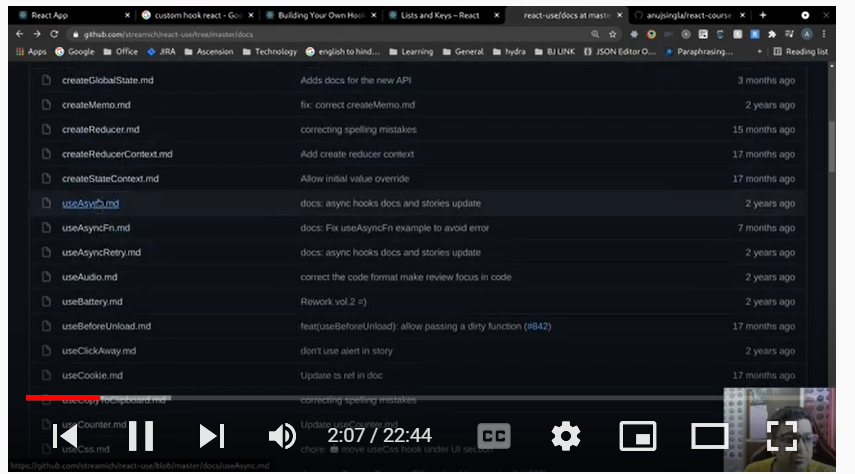 React App
custom hook react - Goo
Building Your Own Hook
Lists and Keys – React
react-use/docs at maste
anujsingla/react-course
github.com/streamich/react-use/tree/master/docs
Apps Google Office JIRA Ascension Technology english to hind... Learning General hydra BJ LINK JSON Editor O... Paraphrasing... Reading list
createGlobalState.md Adds docs for the new API 3 months ago
createMemo.md fix: correct createMemo.md 2 years ago
createReducer.md correcting spelling mistakes 15 months ago
createReducerContext.md Add create reducer context 17 months ago
createStateContext.md Allow initial value override 17 months ago
useAsync.md docs: async hooks docs and stories update 2 years ago
useAsyncFn.md docs: Fix useAsyncFn example to avoid error 7 months ago
useAsyncRetry.md docs: async hooks docs and stories update 2 years ago
useAudio.md correct the code format make review focus in code 2 years ago
useBattery.md Rework vol.2 =) 2 years ago
useBeforeUnload.md feat(useBeforeUnload): allow passing a dirty function (#842) 17 months ago
useClickAway.md don't use alert in story 2 years ago
useCookie.md Update ts ref in doc 17 months ago
useCopyToClipboard.md correcting spelling mistakes
useCounter.md Update useCounter.md
useCss.md chore: move useCss hook under UI section
2:07 / 22:44 CC
https://github.com/streamich/react-use/blob/master/docs/useAsync.md